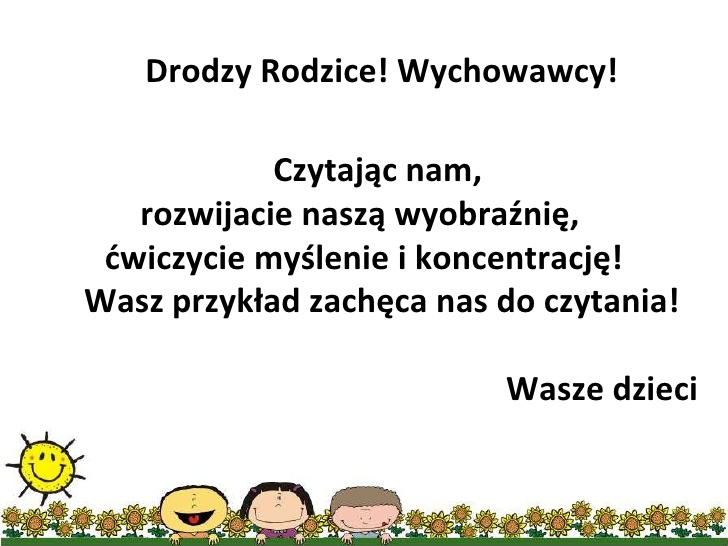 Drodzy Rodzice! Wychowawcy!
Czytając nam,
rozwijacie naszą wyobraźnię,
ćwiczycie myślenie i koncentrację!
Wasz przykład zachęca nas do czytania!
Wasze dzieci